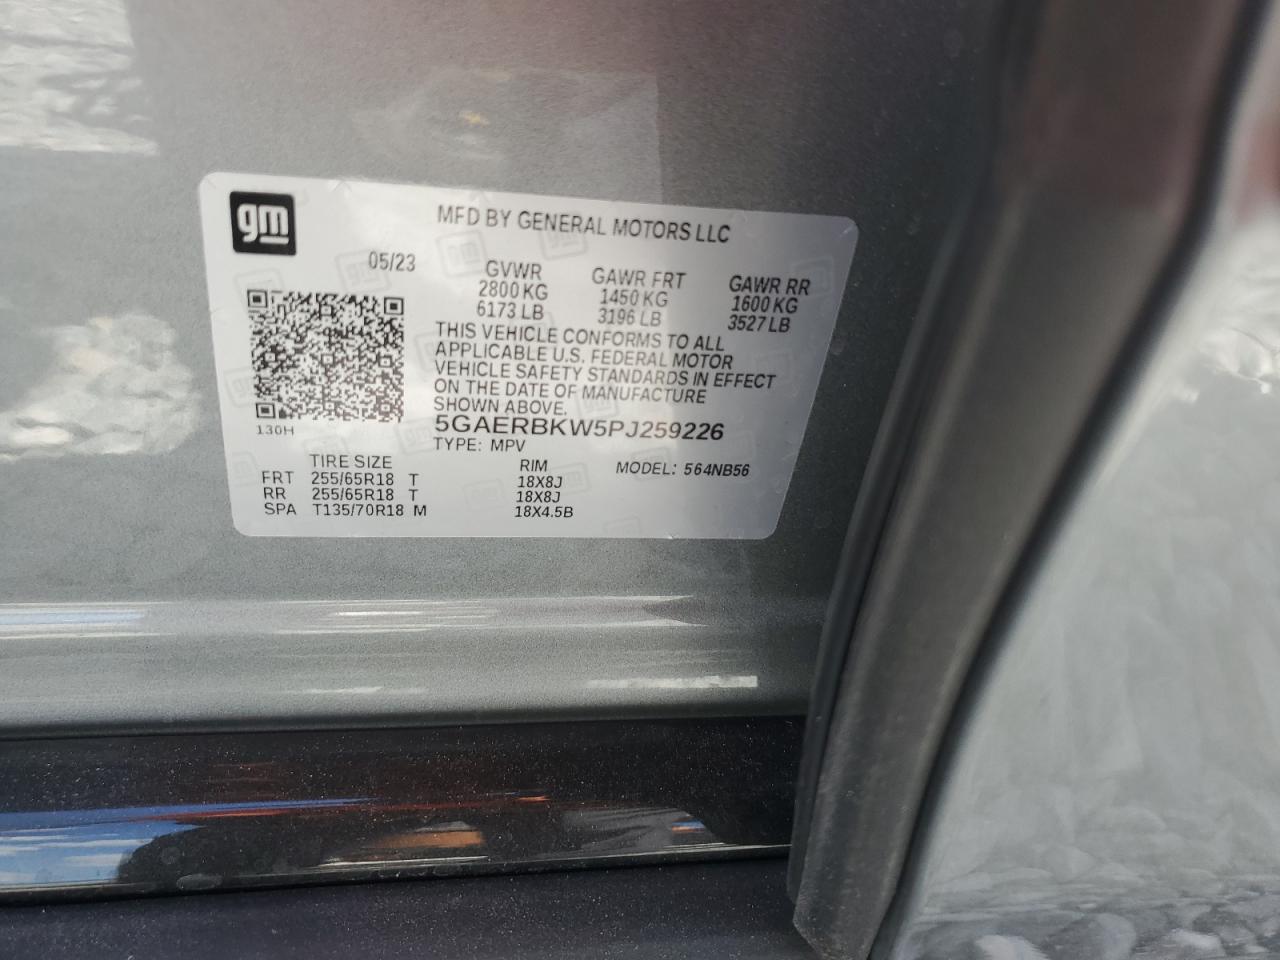 gm
MFD BY GENERAL MOTORS LLC
05/23
GVWR GAWR FRT GAWR RR
2800 KG 1450 KG 1600 KG
6173 LB 3196 LB 3527 LB
THIS VEHICLE CONFORMS TO ALL
APPLICABLE U.S. FEDERAL MOTOR
VEHICLE SAFETY STANDARDS IN EFFECT
ON THE DATE OF MANUFACTURE
SHOWN ABOVE.
130H
5GAERBKW5PJ259226
TYPE: MPV
TIRE SIZE RIM MODEL: 564NB56
FRT 255/65R18 T 18X8J
RR 255/65R18 T 18X8J
SPA T135/70R18 M 18X4.5B